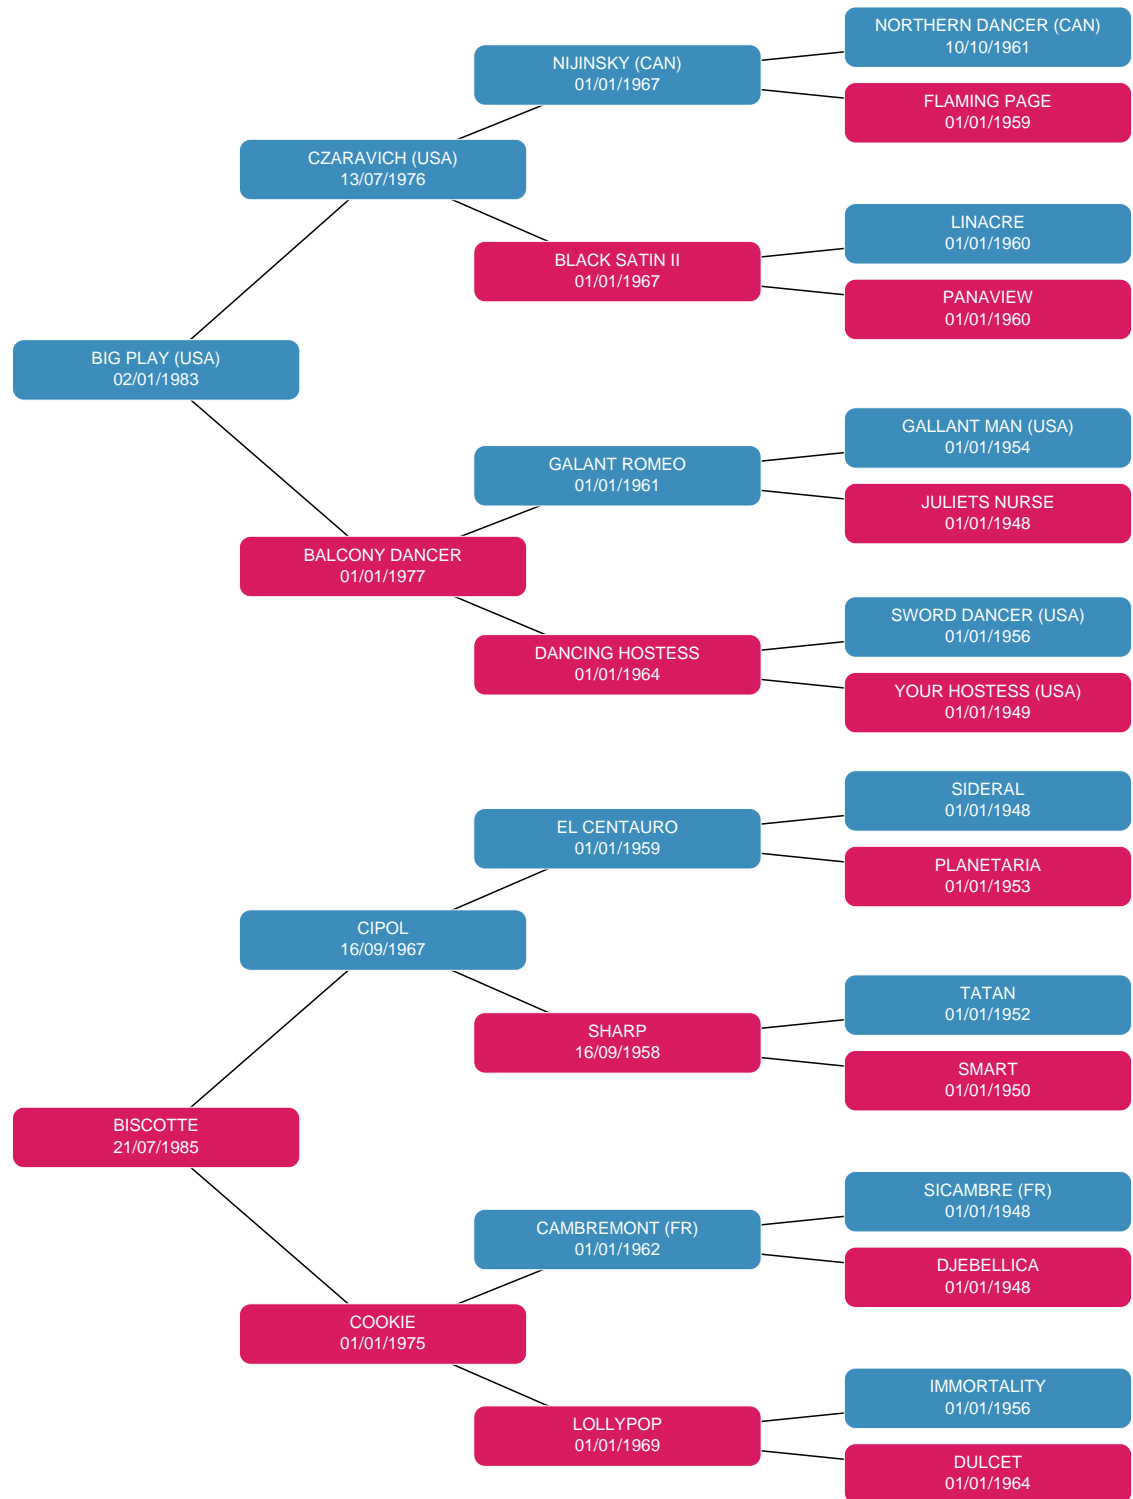 NORTHERN DANCER (CAN)
10/10/1961
NIJINSKY (CAN)
01/01/1967
FLAMING PAGE
01/01/1959
CZARAVICH (USA)
13/07/1976
LINACRE
01/01/1960
BLACK SATIN II
01/01/1967
PANAVIEW
01/01/1960
BIG PLAY (USA)
02/01/1983
GALLANT MAN (USA)
01/01/1954
GALANT ROMEO
01/01/1961
JULIETS NURSE
01/01/1948
BALCONY DANCER
01/01/1977
SWORD DANCER (USA)
01/01/1956
DANCING HOSTESS
01/01/1964
YOUR HOSTESS (USA)
01/01/1949
SIDERAL
01/01/1948
EL CENTAURO
01/01/1959
PLANETARIA
01/01/1953
CIPOL
16/09/1967
TATAN
01/01/1952
SHARP
16/09/1958
SMART
01/01/1950
BISCOTTE
21/07/1985
SICAMBRE (FR)
01/01/1948
CAMBREMONT (FR)
01/01/1962
DJEBELLICA
01/01/1948
COOKIE
01/01/1975
IMMORTALITY
01/01/1956
LOLLYPOP
01/01/1969
DULCET
01/01/1964